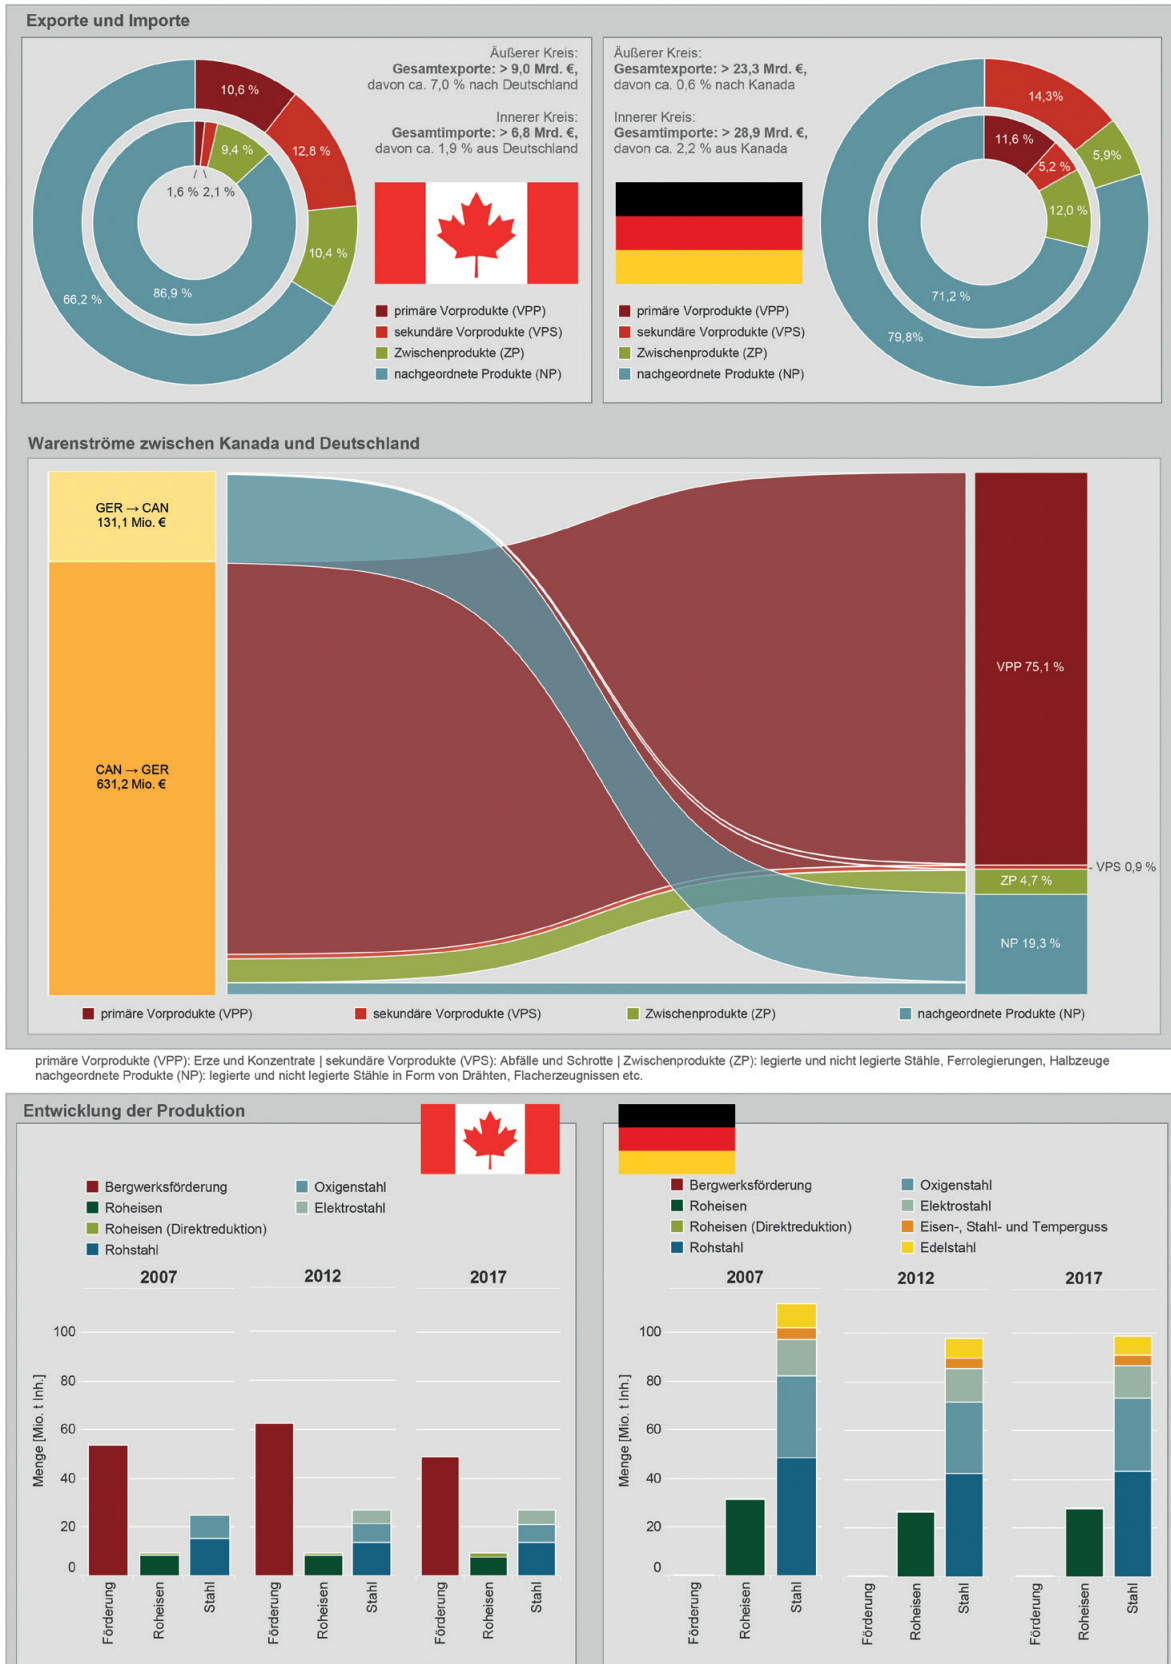 Exporte und Importe
Äußerer Kreis:
Gesamtexporte: > 9,0 Mrd. €,
davon ca. 7,0 % nach Deutschland
Innerer Kreis:
Gesamtimporte: > 6,8 Mrd. €,
davon ca. 1,9 % aus Deutschland
10,6 %
12,8 %
9,4 %
1,6 %
2,1 %
10,4 %
66,2 %
86,9 %
primäre Vorprodukte (VPP)
sekundäre Vorprodukte (VPS)
Zwischenprodukte (ZP)
nachgeordnete Produkte (NP)
Äußerer Kreis:
Gesamtexporte: > 23,3 Mrd. €,
davon ca. 0,6 % nach Kanada
Innerer Kreis:
Gesamtimporte: > 28,9 Mrd. €,
davon ca. 2,2 % aus Kanada
14,3%
11,6 %
5,9%
5,2 %
12,0 %
71,2 %
79,8%
primäre Vorprodukte (VPP)
sekundäre Vorprodukte (VPS)
Zwischenprodukte (ZP)
nachgeordnete Produkte (NP)
Warenströme zwischen Kanada und Deutschland
GER → CAN
131,1 Mio. €
CAN → GER
631,2 Mio. €
VPP 75,1 %
- VPS 0,9 %
ZP 4,7 %
NP 19,3 %
primäre Vorprodukte (VPP)
sekundäre Vorprodukte (VPS)
Zwischenprodukte (ZP)
nachgeordnete Produkte (NP)
primäre Vorprodukte (VPP): Erze und Konzentrate | sekundäre Vorprodukte (VPS): Abfälle und Schrotte | Zwischenprodukte (ZP): legierte und nicht legierte Stähle, Ferrolegierungen, Halbzeuge
nachgeordnete Produkte (NP): legierte und nicht legierte Stähle in Form von Drähten, Flacherzeugnissen etc.
Entwicklung der Produktion
Bergwerksförderung
Roheisen
Roheisen (Direktreduktion)
Rohstahl
Oxigenstahl
Elektrostahl
2007
2012
2017
Menge [Mio. t Inh.]
100
80
60
40
20
0
Förderung
Roheisen
Stahl
Förderung
Roheisen
Stahl
Förderung
Roheisen
Stahl
Bergwerksförderung
Roheisen
Roheisen (Direktreduktion)
Rohstahl
Oxigenstahl
Elektrostahl
Eisen-, Stahl- und Temperguss
Edelstahl
2007
2012
2017
Menge [Mio. t Inh.]
100
80
60
40
20
0
Förderung
Roheisen
Stahl
Förderung
Roheisen
Stahl
Förderung
Roheisen
Stahl